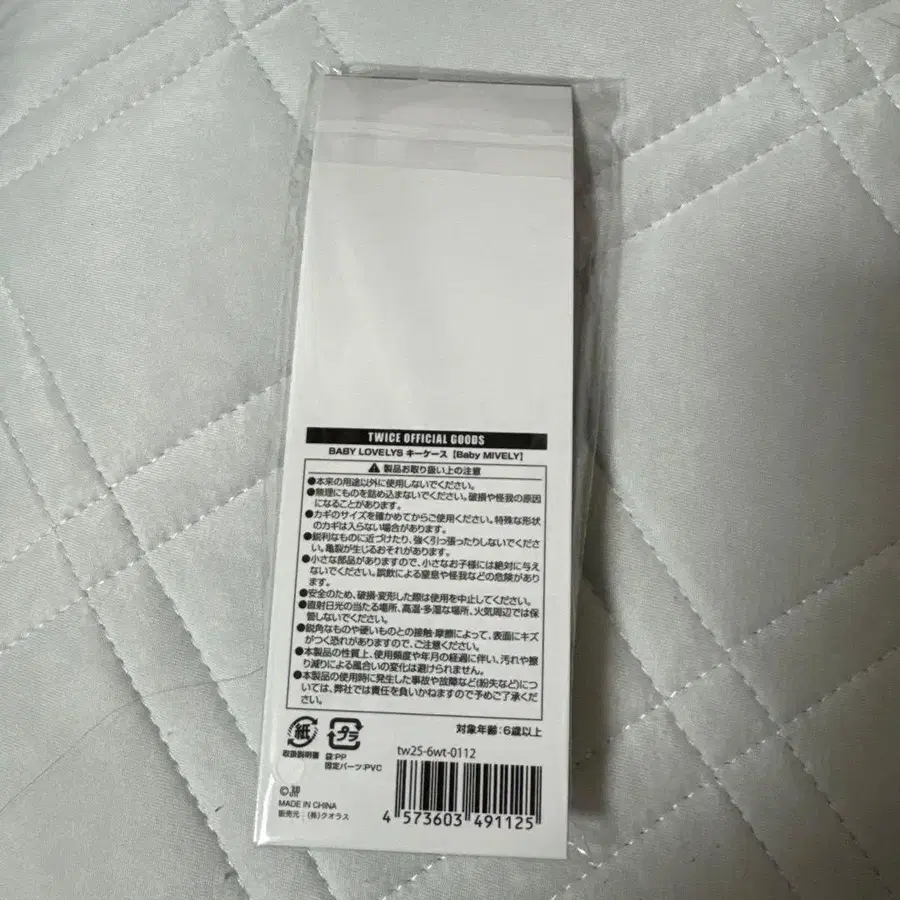 TWICE OFFICIAL GOODS
BABY LOVELYS キーケース【Baby MIVELY】
⚠ 製品お取り扱い上の注意
●本来の用途以外に使用しないでください。
●無理にものを詰め込まないでください。破損や怪我の原因
になることがあります。
●カギのサイズを確かめてからご使用ください。特殊な形状
のカギは入らない場合があります。
●鋭利なものに近づけたり、強く引っ張ったりしないでくださ
い。亀裂が生じるおそれがあります。
●小さな部品がありますので、小さなお子様には絶対に与え
ないでください。誤飲による窒息や怪我などの危険があり
ます。
●安全のため、破損・変形した際は使用を中止してください。
●直射日光の当たる場所、高温・多湿な場所、火気周辺では保
管しないでください。
●鋭角なものや硬いものとの接触・摩擦によって、表面にキズ
がつく恐れがありますので、ご注意ください。
●本製品の性質上、使用頻度や年月の経過に伴い、汚れや擦
り減りによる風合いの変化は避けられません。
●本製品の使用時に発生した事故や故障など(紛失など)につ
いては、弊社では責任を負いかねますので予めご了承くだ
さい。
対象年齢:6歳以上
紙 プラ
取扱説明書 袋:PP
固定パーツ:PVC
tw25-6wt-0112
©JYP
MADE IN CHINA
販売元:(株)クオラス
4 573603 491125